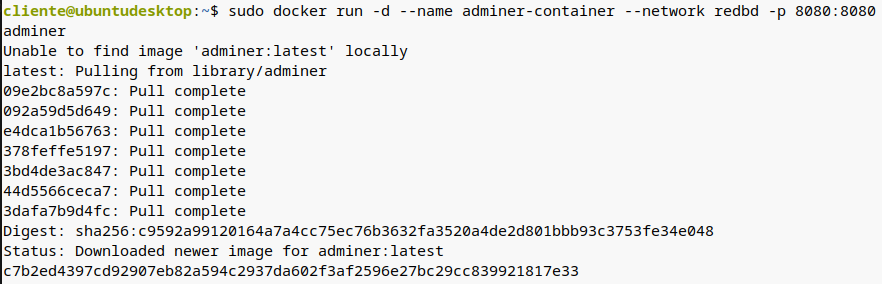 cliente@ubuntudesktop:~$ sudo docker run -d --name adminer-container --network redbd -p 8080:8080
adminer
Unable to find image 'adminer:latest' locally
latest: Pulling from library/adminer
09e2bc8a597c: Pull complete
092a59d5d649: Pull complete
e4dca1b56763: Pull complete
378feffe5197: Pull complete
3bd4de3ac847: Pull complete
44d5566ceca7: Pull complete
3dafa7b9d4fc: Pull complete
Digest: sha256:c9592a99120164a7a4cc75ec76b3632fa3520a4de2d801bbb93c3753fe34e048
Status: Downloaded newer image for adminer:latest
c7b2ed4397cd92907eb82a594c2937da602f3af2596e27bc29cc839921817e33